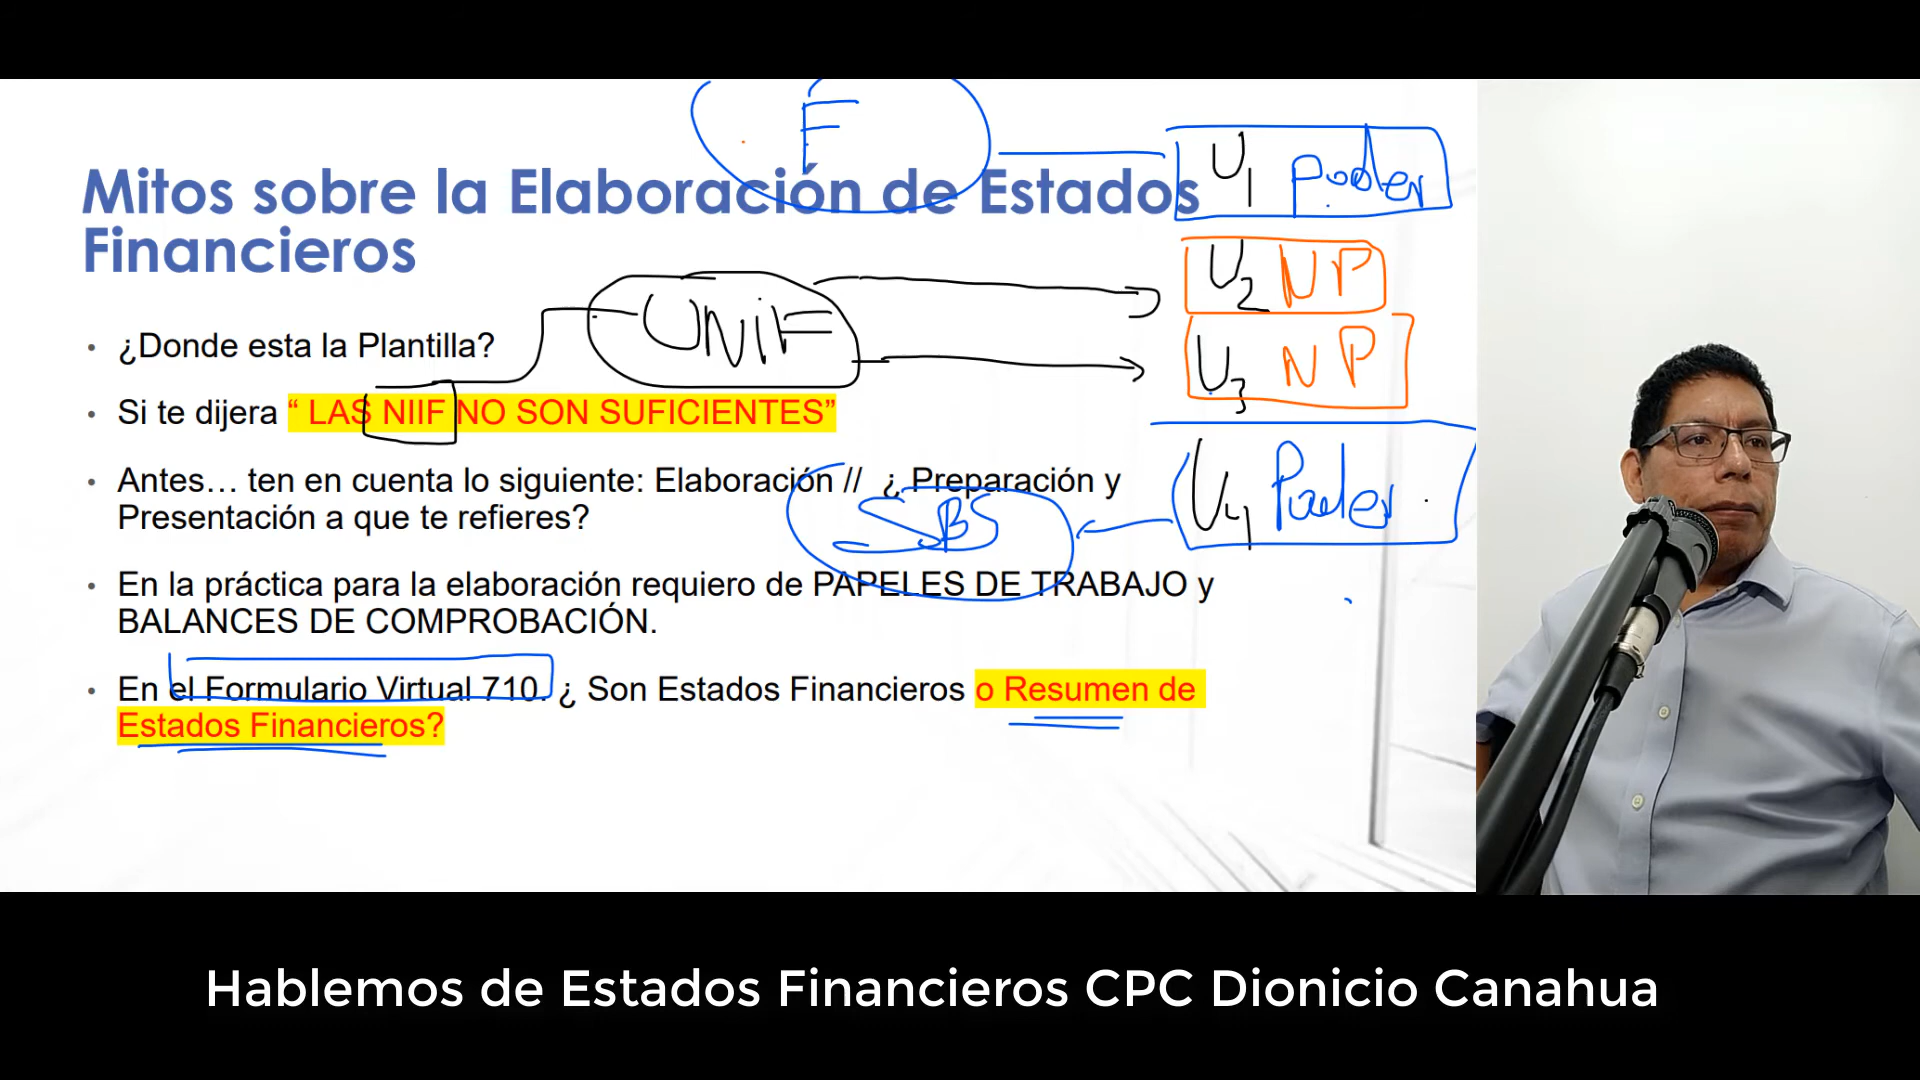 F
U1 Poder
Mitos sobre la Elaboración de Estados
Financieros
U2 NP
UNIF
¿Donde esta la Plantilla?
U3 NP
Si te dijera “ LAS NIIF NO SON SUFICIENTES”
Antes… ten en cuenta lo siguiente: Elaboración // ¿ Preparación y
Presentación a que te refieres?
U4 Poder
SBS
En la práctica para la elaboración requiero de PAPELES DE TRABAJO y
BALANCES DE COMPROBACIÓN.
En el Formulario Virtual 710. ¿ Son Estados Financieros o Resumen de
Estados Financieros?
Hablemos de Estados Financieros CPC Dionicio Canahua